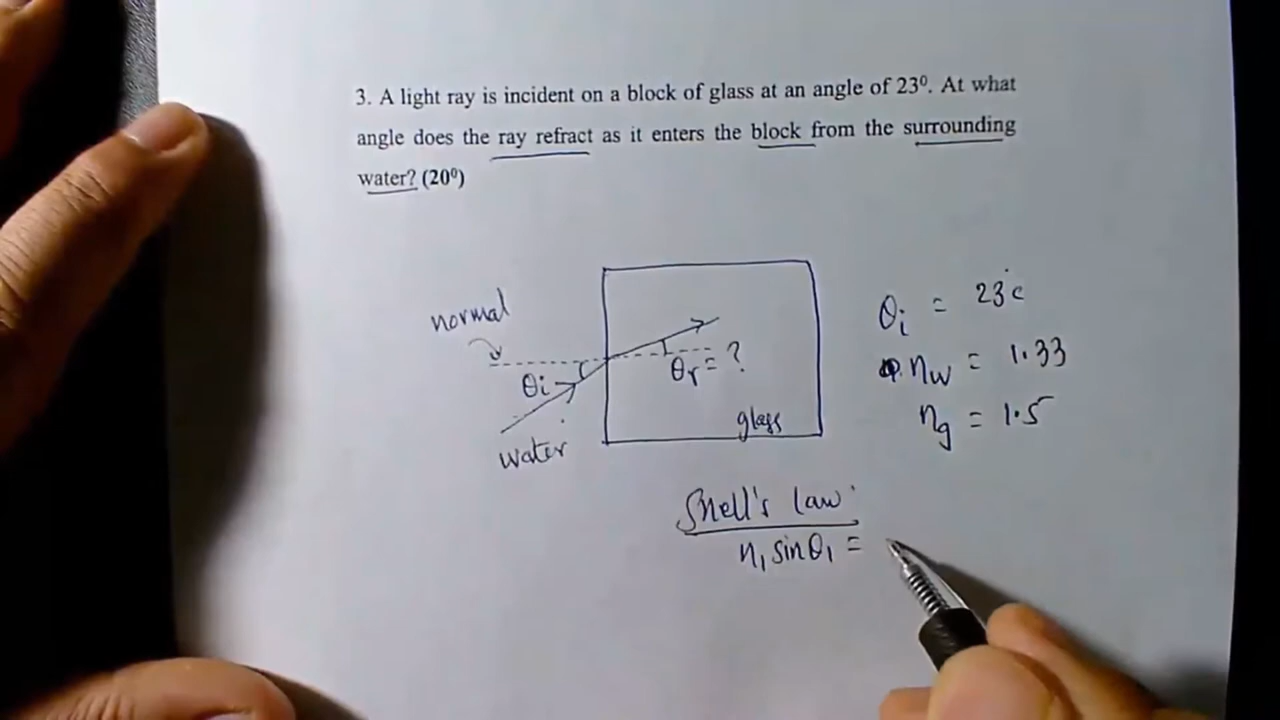 3. A light ray is incident on a block of glass at an angle of 23⁰. At what
angle does the ray refract as it enters the block from the surrounding
water? (20⁰)
normal
θi
water
θr = ?
glass
θi = 23°c
nw = 1.33
ng = 1.5
Snell's law
n₁ sinθ₁ =